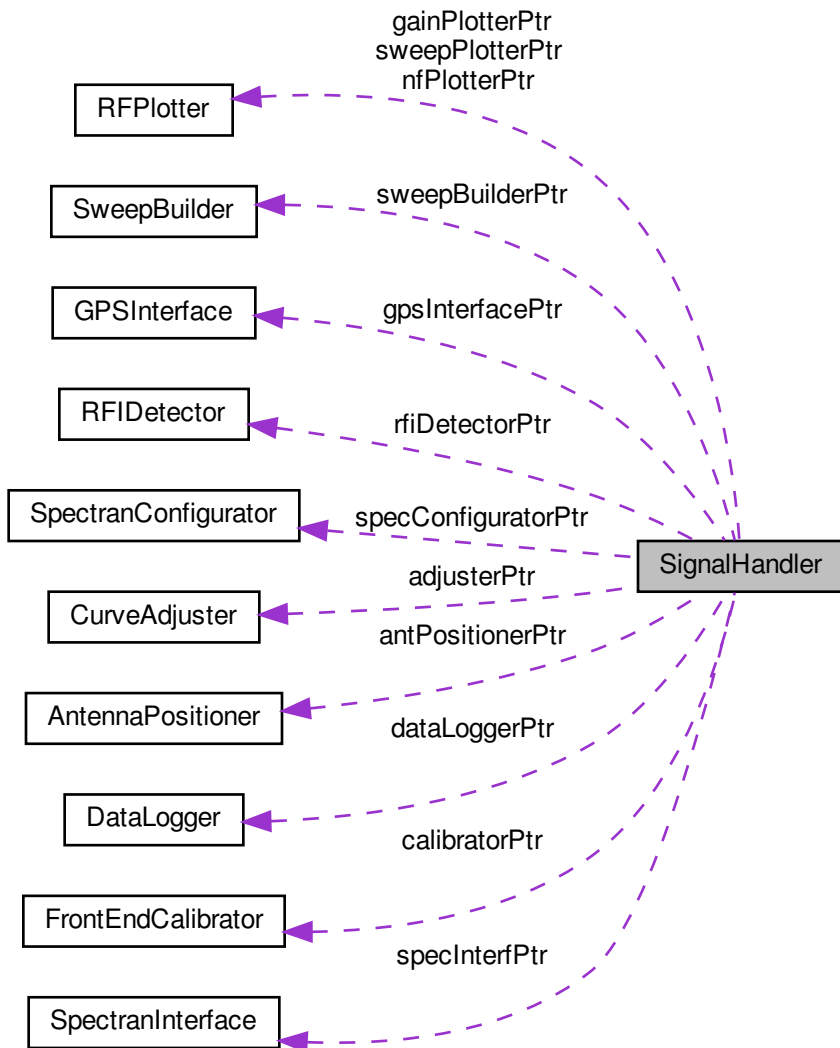 gainPlotterPtr
sweepPlotterPtr
nfPlotterPtr
RFPlotter
sweepBuilderPtr
SweepBuilder
gpsInterfacePtr
GPSInterface
RFIDetector
rfiDetectorPtr
SpectranConfigurator
specConfiguratorPtr
SignalHandler
adjusterPtr
CurveAdjuster
antPositionerPtr
AntennaPositioner
dataLoggerPtr
DataLogger
calibratorPtr
FrontEndCalibrator
specInterfPtr
SpectranInterface